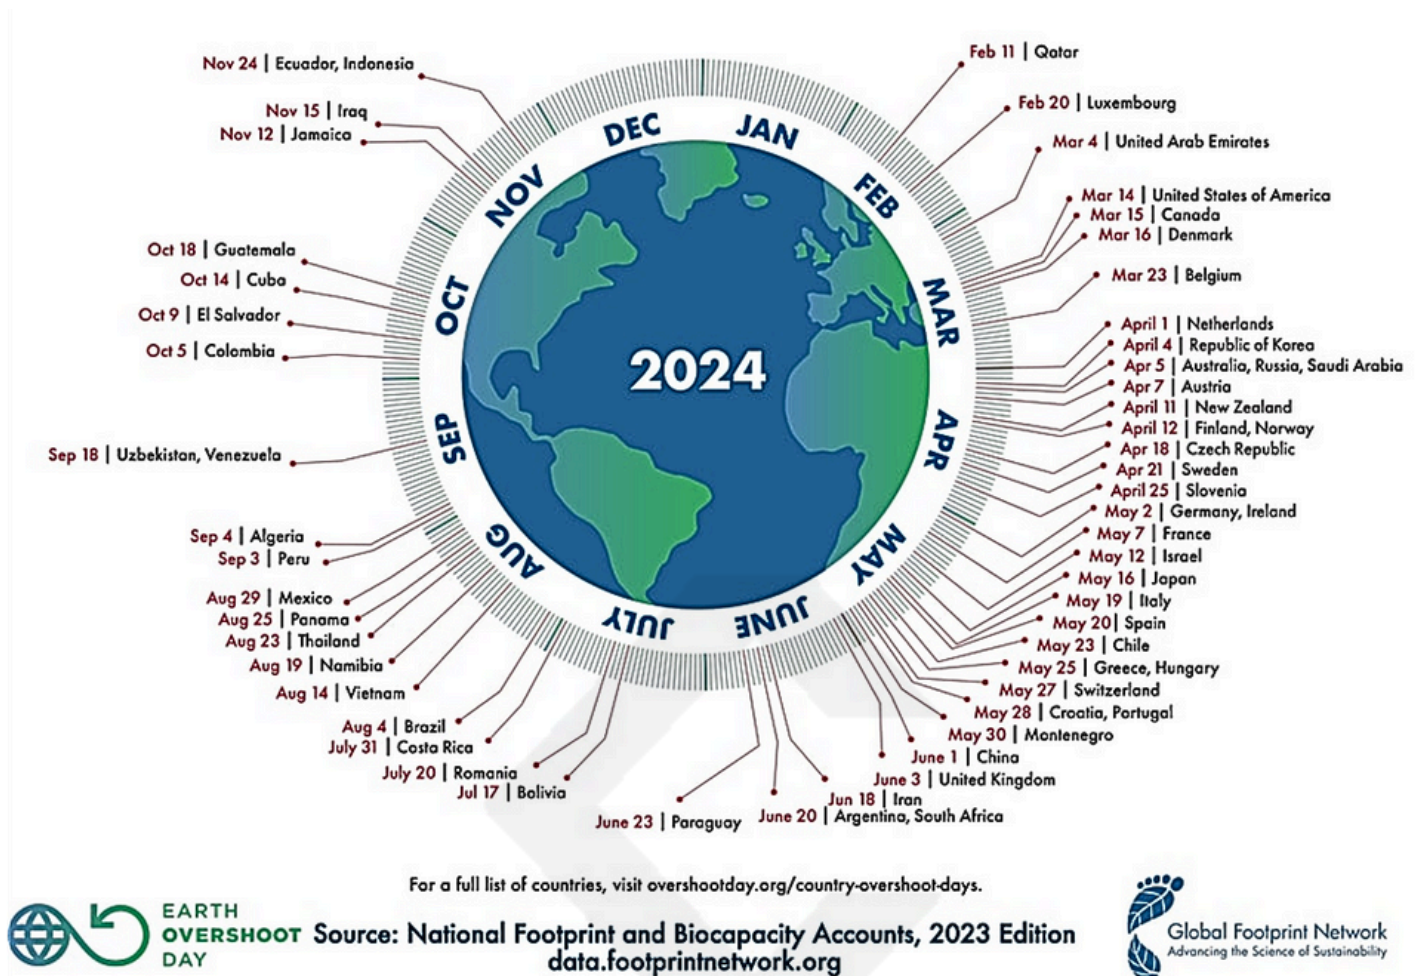 Feb 11 | Qatar
Feb 20 | Luxembourg
Mar 4 | United Arab Emirates
Mar 14 | United States of America
Mar 15 | Canada
Mar 16 | Denmark
Mar 23 | Belgium
April 1 | Netherlands
April 4 | Republic of Korea
Apr 5 | Australia, Russia, Saudi Arabia
Apr 7 | Austria
April 11 | New Zealand
April 12 | Finland, Norway
Apr 18 | Czech Republic
Apr 21 | Sweden
April 25 | Slovenia
May 2 | Germany, Ireland
May 7 | France
May 12 | Israel
May 16 | Japan
May 19 | Italy
May 20 | Spain
May 23 | Chile
May 25 | Greece, Hungary
May 27 | Switzerland
May 28 | Croatia, Portugal
May 30 | Montenegro
June 1 | China
June 3 | United Kingdom
Jun 18 | Iran
June 20 | Argentina, South Africa
June 23 | Paraguay
Jul 17 | Bolivia
July 20 | Romania
July 31 | Costa Rica
Aug 4 | Brazil
Aug 14 | Vietnam
Aug 19 | Namibia
Aug 23 | Thailand
Aug 25 | Panama
Aug 29 | Mexico
Sep 3 | Peru
Sep 4 | Algeria
Sep 18 | Uzbekistan, Venezuela
Oct 5 | Colombia
Oct 9 | El Salvador
Oct 14 | Cuba
Oct 18 | Guatemala
Nov 12 | Jamaica
Nov 15 | Iraq
Nov 24 | Ecuador, Indonesia
JAN
FEB
MAR
APR
MAY
JUNE
JULY
AUG
SEP
OCT
NOV
DEC
2024
For a full list of countries, visit overshootday.org/country-overshoot-days.
EARTH
OVERSHOOT
DAY
Source: National Footprint and Biocapacity Accounts, 2023 Edition
data.footprintnetwork.org
Global Footprint Network
Advancing the Science of Sustainability